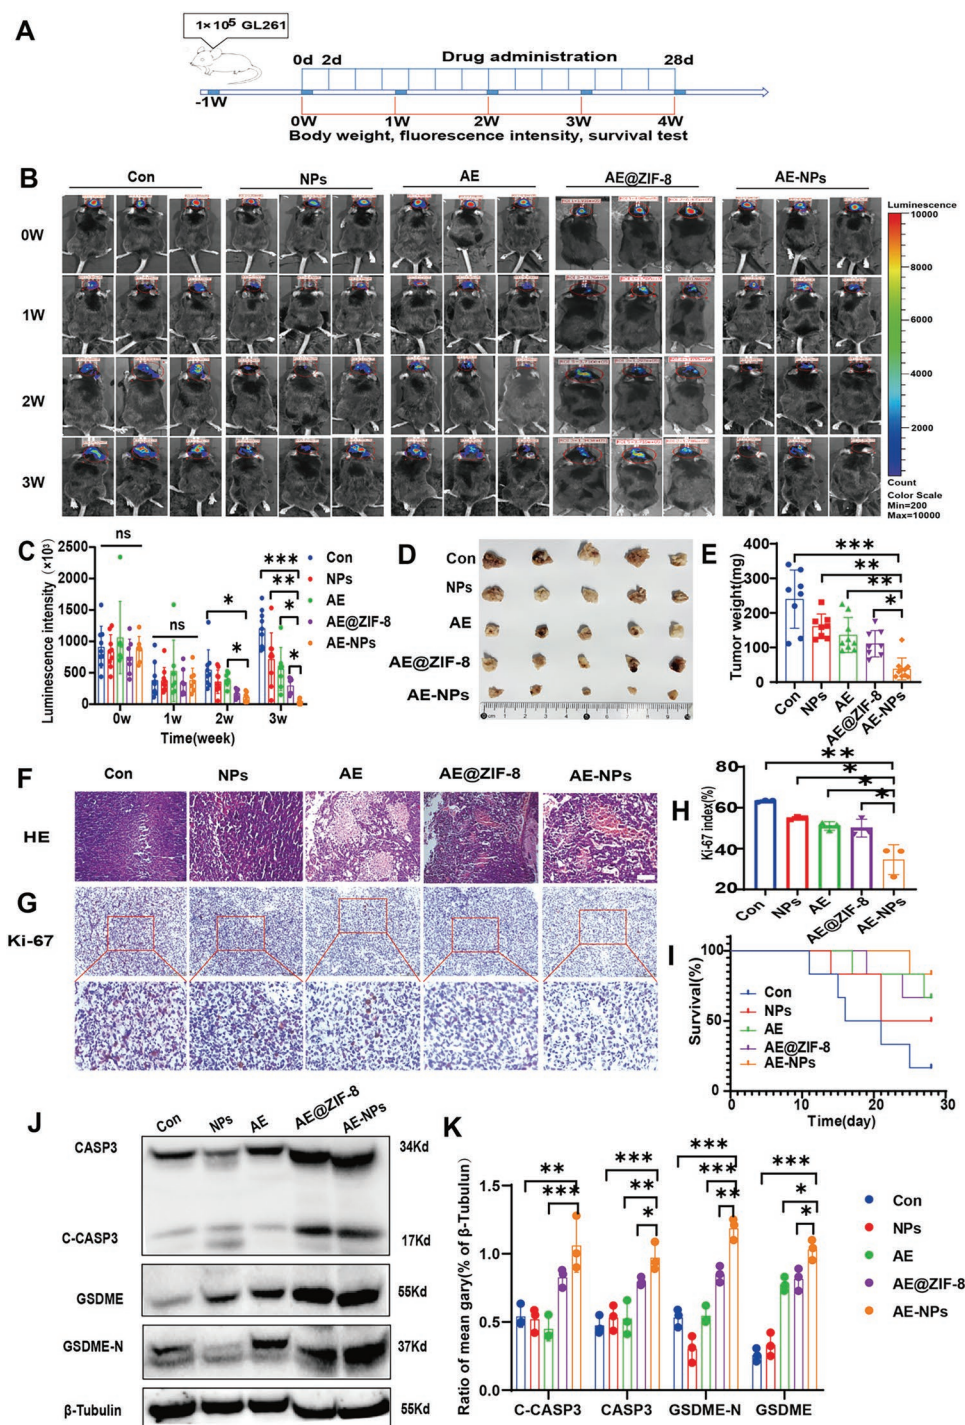 A
1×10⁵ GL261
Drug administration
0d 2d 28d
-1W
0W 1W 2W 3W 4W
Body weight, fluorescence intensity, survival test
B
Con NPs AE AE@ZIF-8 AE-NPs
0W
1W
2W
3W
Luminescence
10000
8000
6000
4000
2000
Count
Color Scale
Min=200
Max=10000
C
Luminescence intensity (×10³)
2500
2000
1500
1000
500
0
ns
ns
*
*
***
**
*
*
0w 1w 2w 3w
Time(week)
Con
NPs
AE
AE@ZIF-8
AE-NPs
D
Con
NPs
AE
AE@ZIF-8
AE-NPs
E
Tumor weight(mg)
400
300
200
100
0
***
**
**
*
Con NPs AE AE@ZIF-8 AE-NPs
F
Con NPs AE AE@ZIF-8 AE-NPs
HE
G
Ki-67
H
Ki-67 index(%)
80
60
40
20
**
*
*
*
Con NPs AE AE@ZIF-8 AE-NPs
I
Survival(%)
100
50
0
Con
NPs
AE
AE@ZIF-8
AE-NPs
0 10 20 30
Time(day)
J
Con NPs AE AE@ZIF-8 AE-NPs
CASP3 34Kd
C-CASP3 17Kd
GSDME 55Kd
GSDME-N 37Kd
β-Tubulin 55Kd
K
Ratio of mean gary(% of β-Tubulun)
1.5
1.0
0.5
0.0
**
***
***
**
*
***
***
**
***
*
*
C-CASP3 CASP3 GSDME-N GSDME
Con
NPs
AE
AE@ZIF-8
AE-NPs